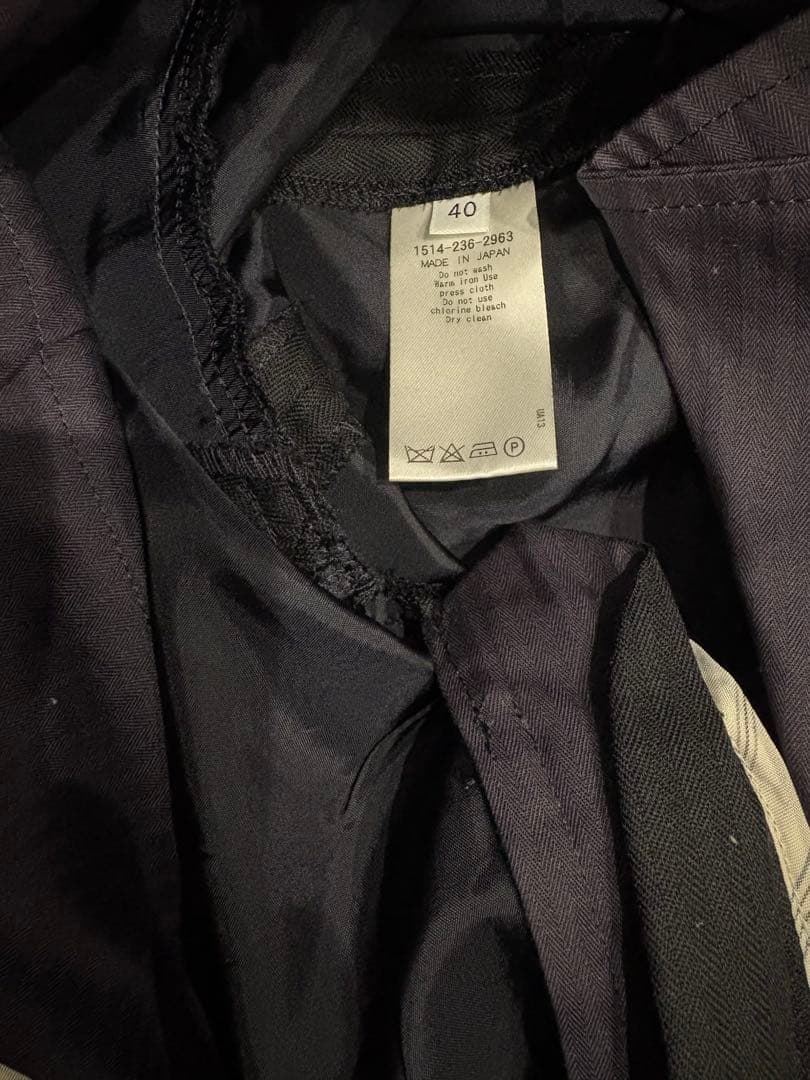 40
1514-236-2963
MADE IN JAPAN
Do not wash
Warm iron Use
press cloth
Do not use
chlorine bleach
Dry clean
UA13
P